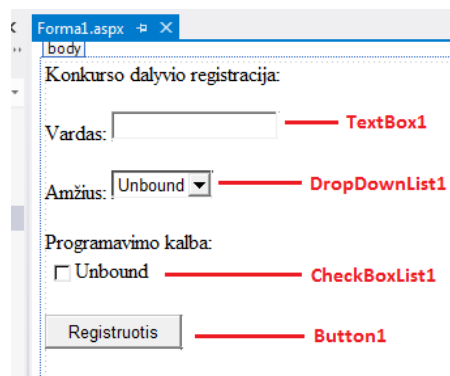 Forma1.aspx
body
Konkurso dalyvio registracija:
Vardas: TextBox1
Amžius: Unbound DropDownList1
Programavimo kalba:
Unbound CheckBoxList1
Registruotis Button1